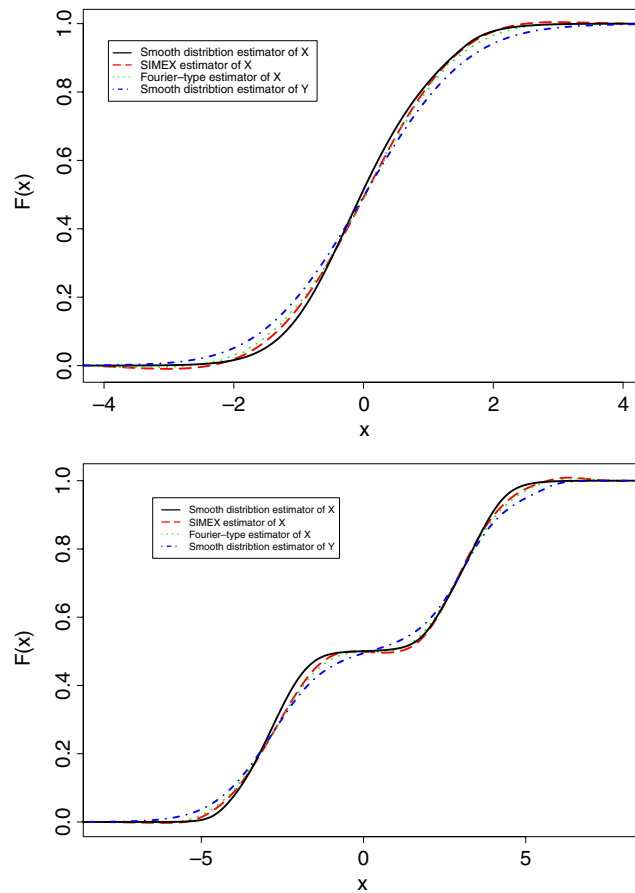 Smooth distribtion estimator of X
SIMEX estimator of X
Fourier−type estimator of X
Smooth distribtion estimator of Y
F(x)
0.0 0.2 0.4 0.6 0.8 1.0
−4 −2 0 2 4
x
Smooth distribtion estimator of X
SIMEX estimator of X
Fourier−type estimator of X
Smooth distribtion estimator of Y
F(x)
0.0 0.2 0.4 0.6 0.8 1.0
−5 0 5
x